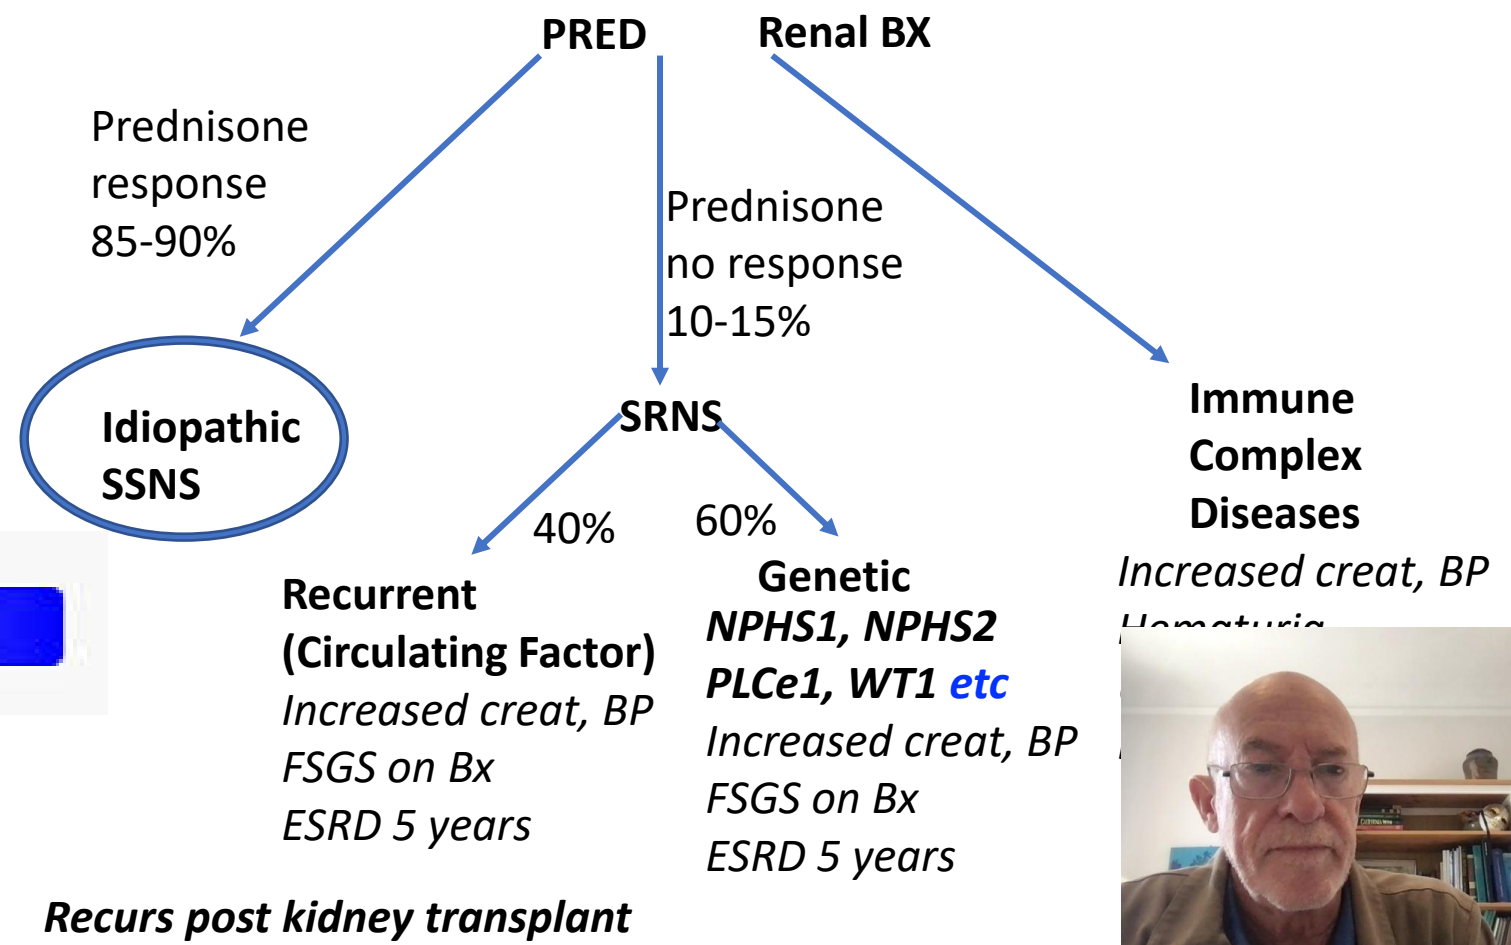 PRED
Renal BX
Prednisone
response
85-90%
Prednisone
no response
10-15%
Idiopathic
SSNS
SRNS
40%
60%
Recurrent
(Circulating Factor)
Increased creat, BP
FSGS on Bx
ESRD 5 years
Recurs post kidney transplant
Genetic
NPHS1, NPHS2
PLCe1, WT1 etc
Increased creat, BP
FSGS on Bx
ESRD 5 years
Immune
Complex
Diseases
Increased creat, BP
Hematuria